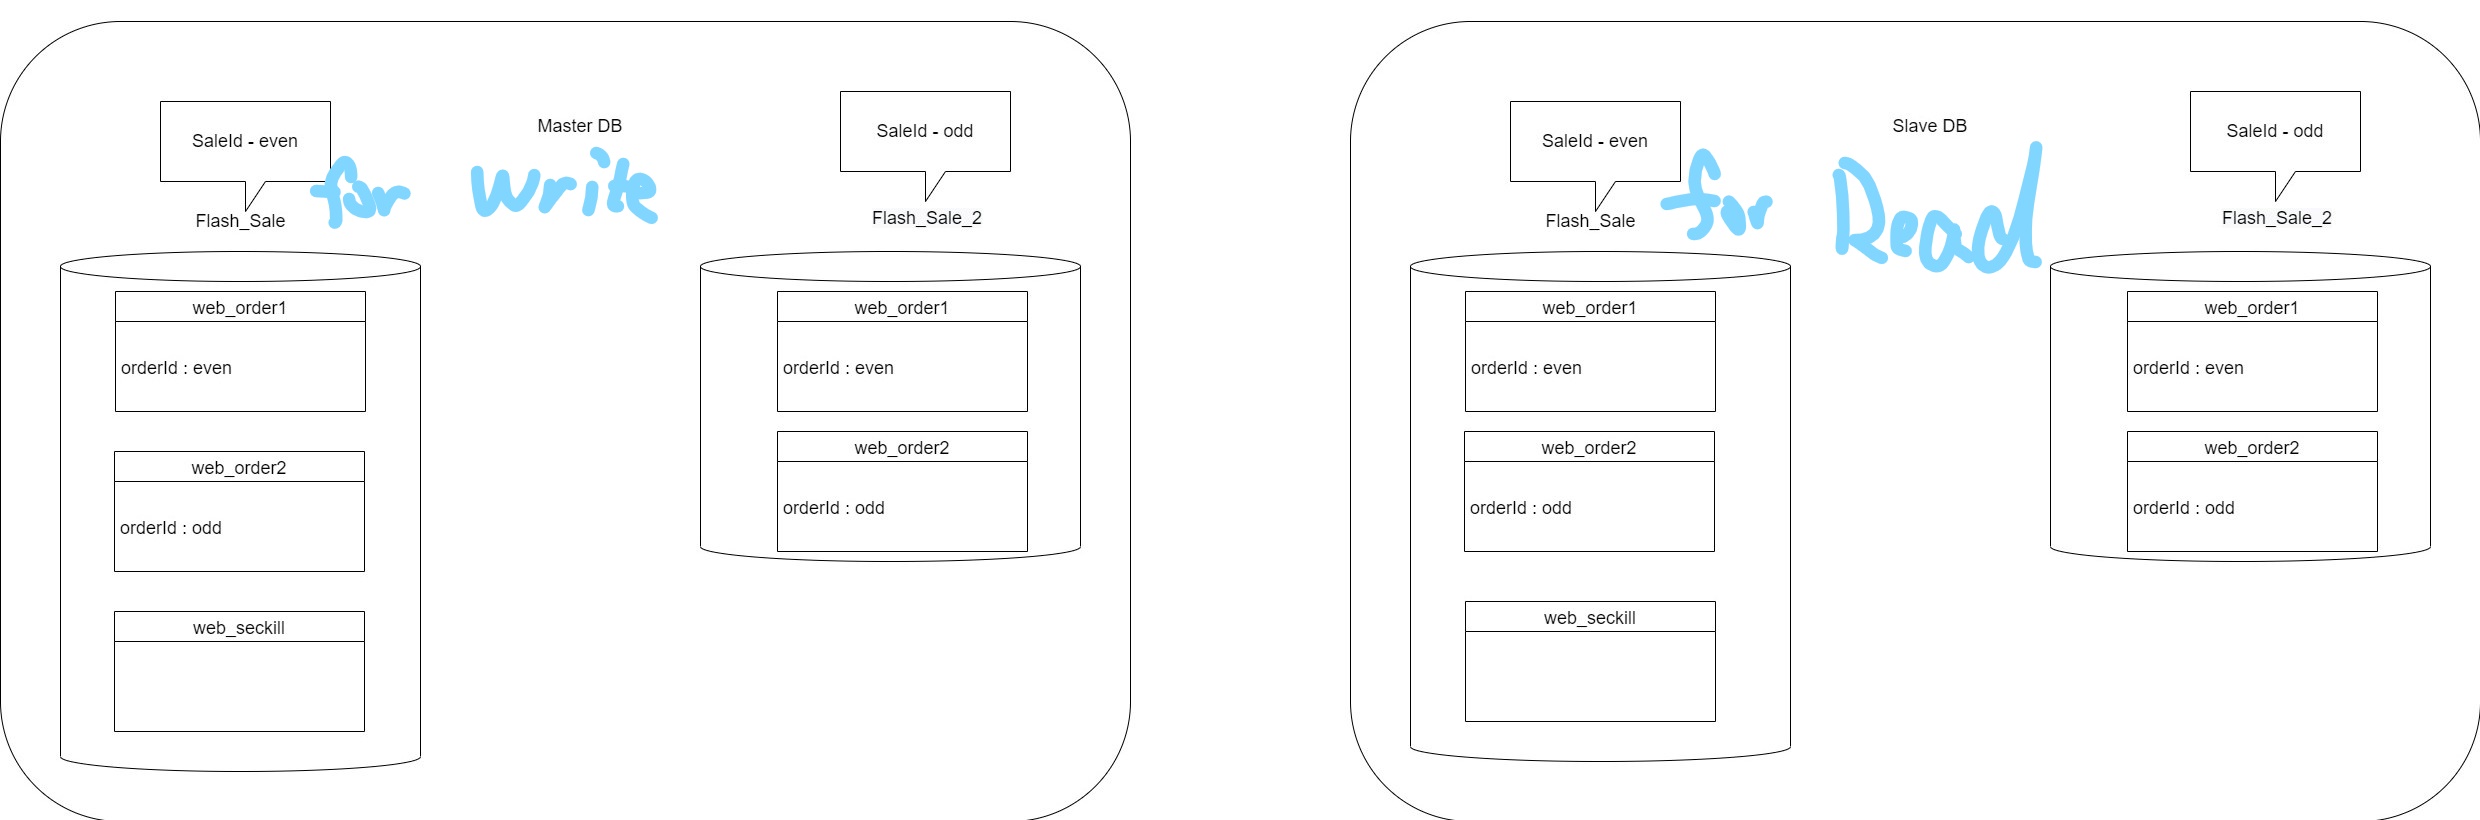 Master DB
for write
SaleId - even
Flash_Sale
web_order1
orderId : even
web_order2
orderId : odd
web_seckill
SaleId - odd
Flash_Sale_2
web_order1
orderId : even
web_order2
orderId : odd
Slave DB
for Read
SaleId - even
Flash_Sale
web_order1
orderId : even
web_order2
orderId : odd
web_seckill
SaleId - odd
Flash_Sale_2
web_order1
orderId : even
web_order2
orderId : odd